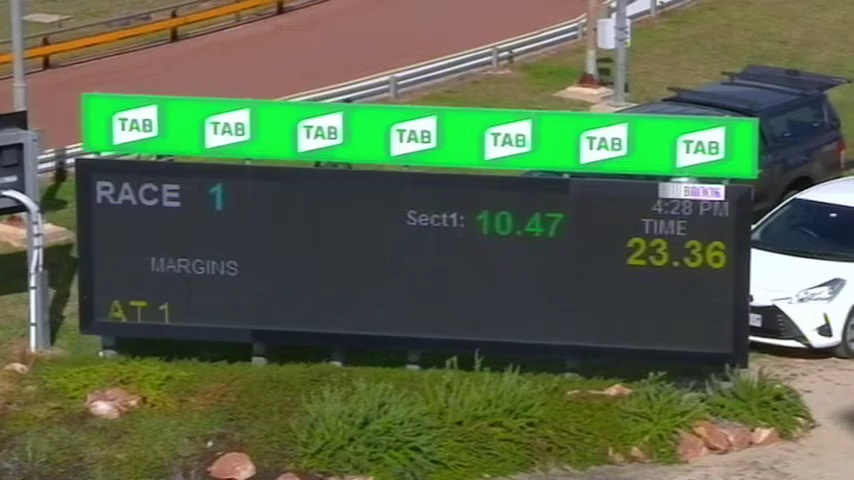 TAB TAB TAB TAB TAB TAB TAB
BROOK
RACE 1
4:28 PM
Sect1: 10.47
TIME
23.36
MARGINS
AT 1